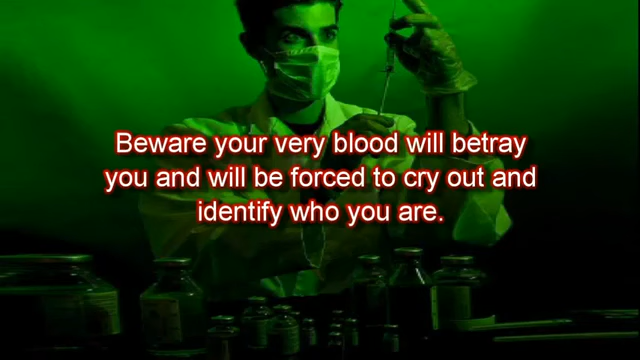 Beware your very blood will betray
you and will be forced to cry out and
identify who you are.